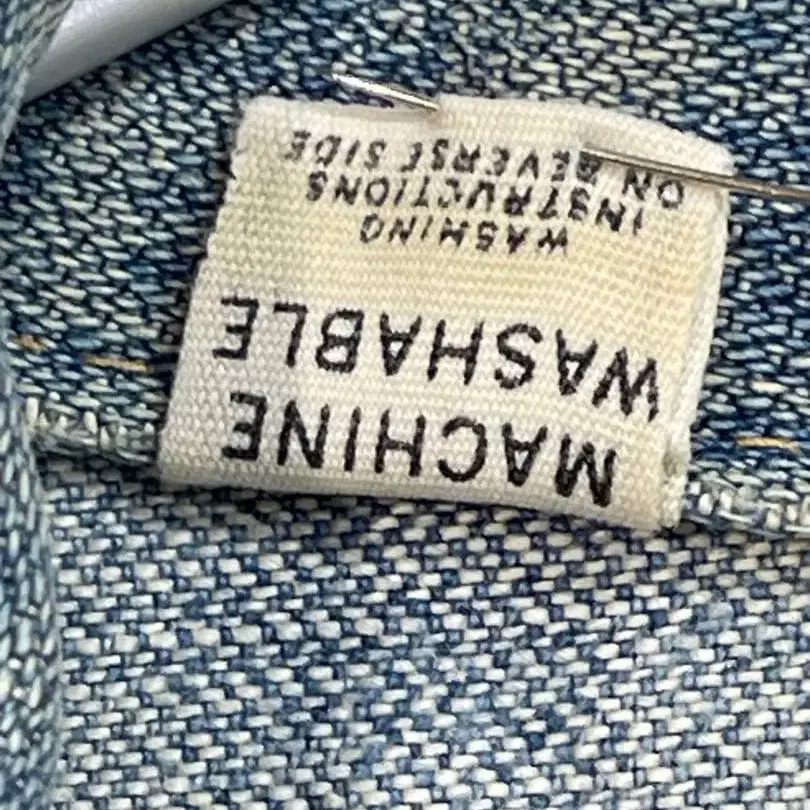 MACHINE
WASHABLE
WASHING
INSTRUCTIONS
ON REVERSE SIDE